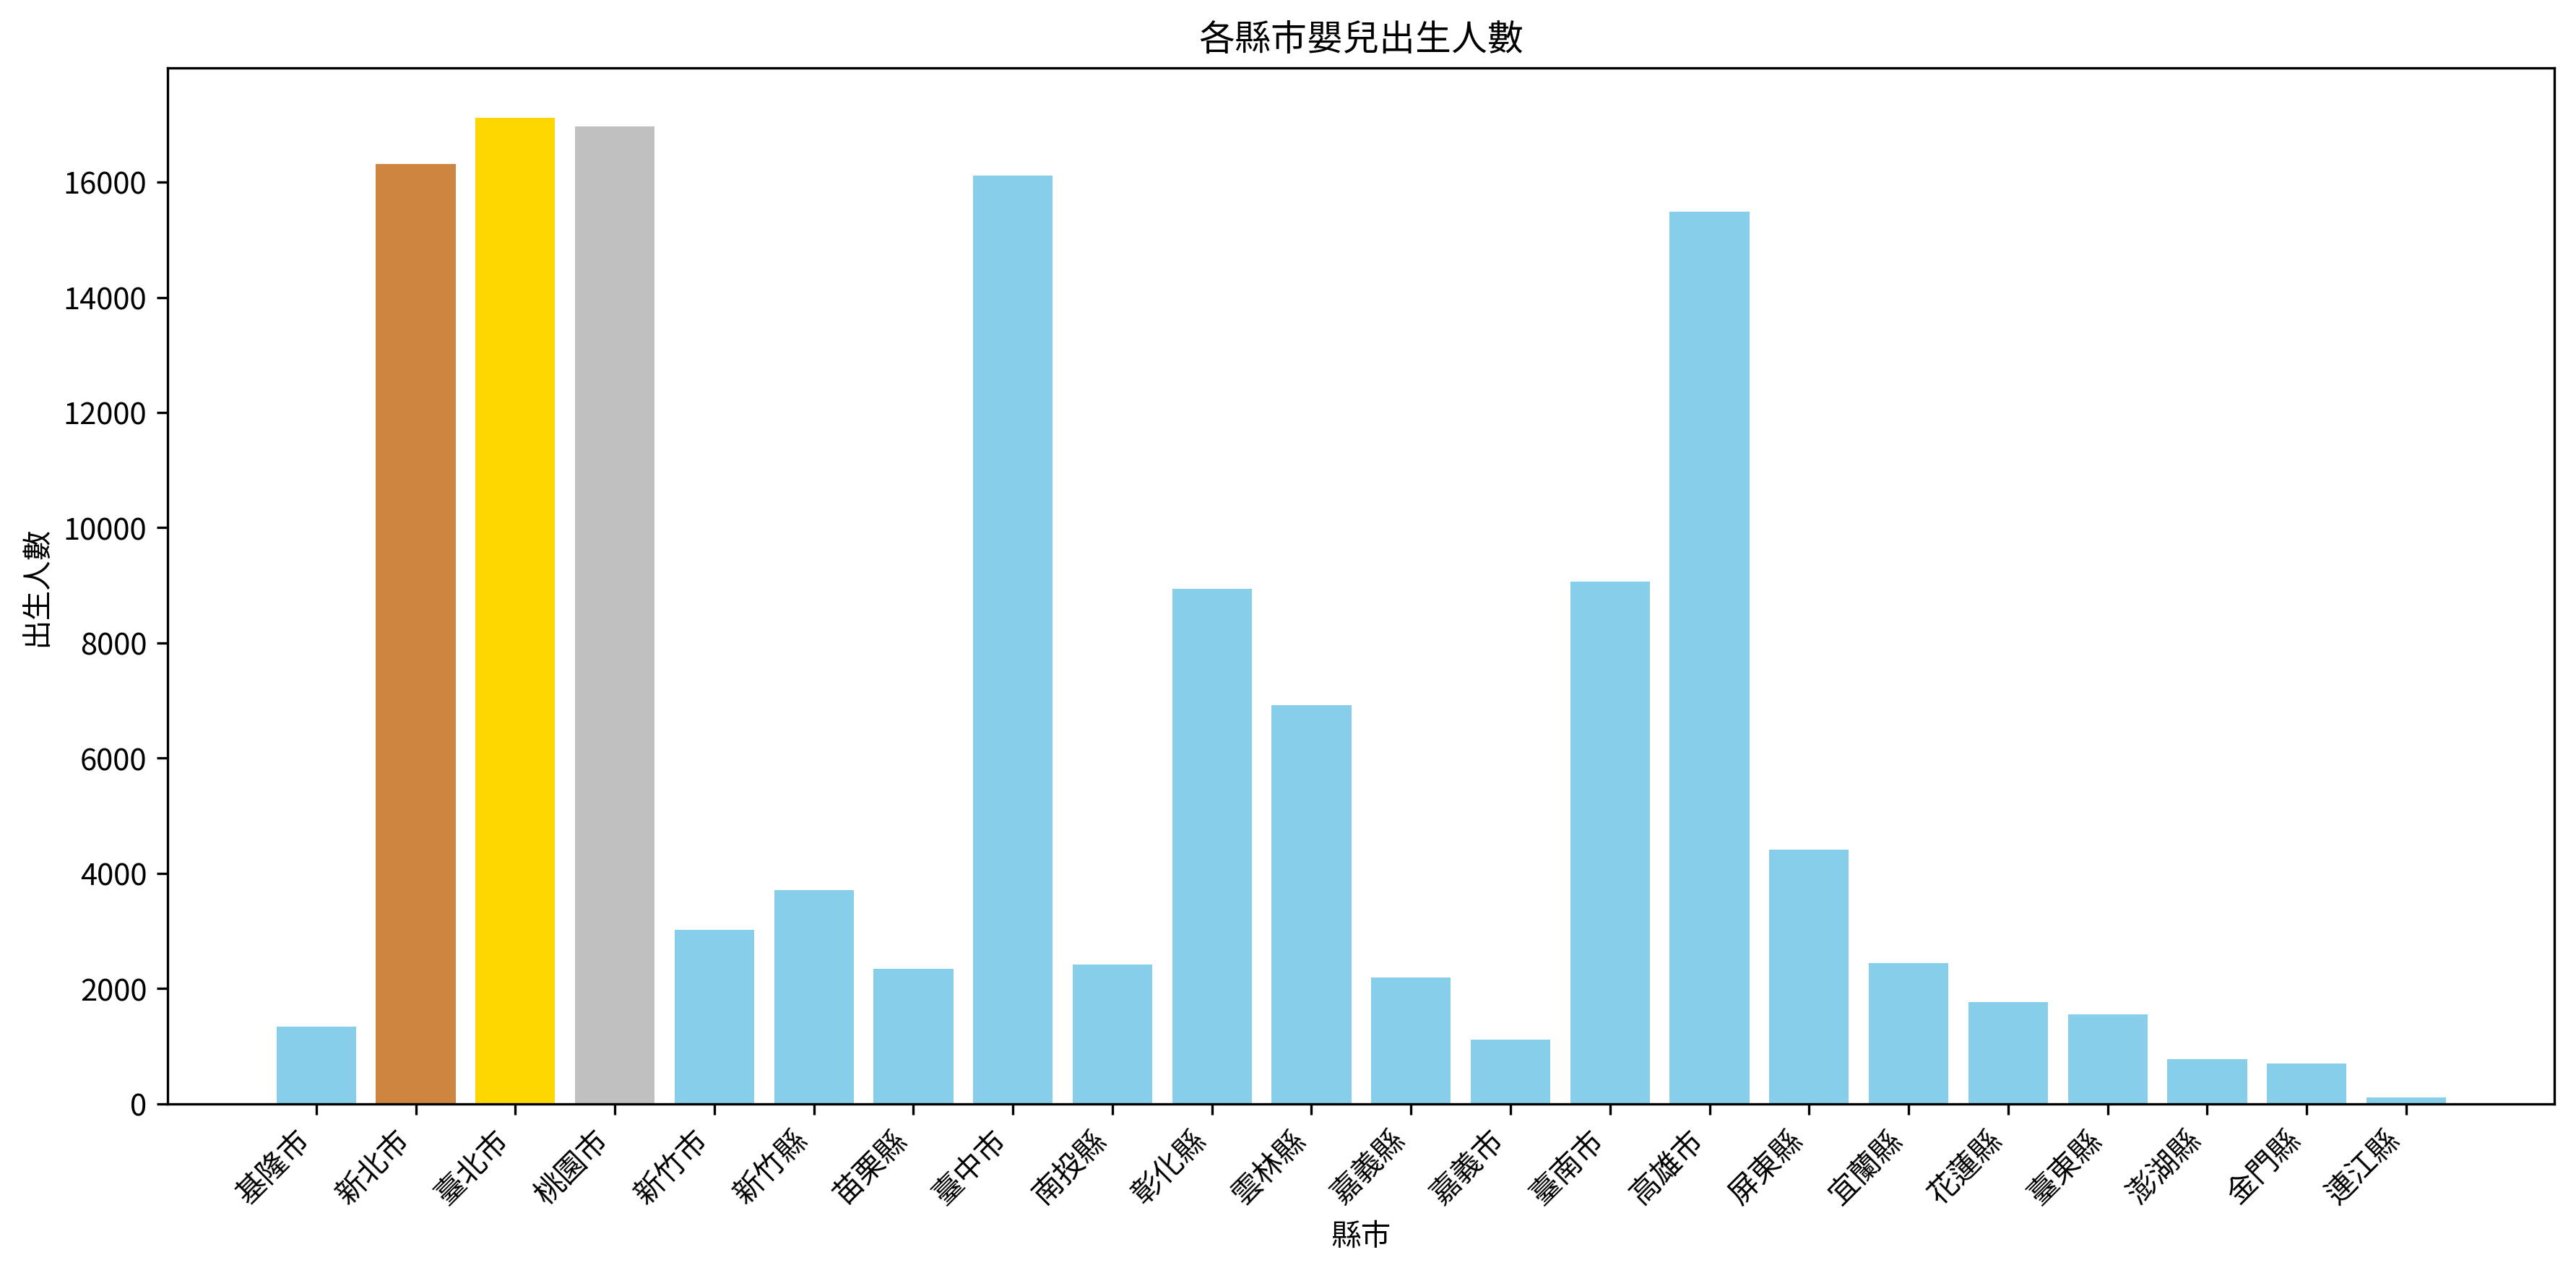 各縣市嬰兒出生人數
出生人數
16000
14000
12000
10000
8000
6000
4000
2000
0
基隆市
新北市
臺北市
桃園市
新竹市
新竹縣
苗栗縣
臺中市
南投縣
彰化縣
雲林縣
嘉義縣
嘉義市
臺南市
高雄市
屏東縣
宜蘭縣
花蓮縣
臺東縣
澎湖縣
金門縣
連江縣
縣市